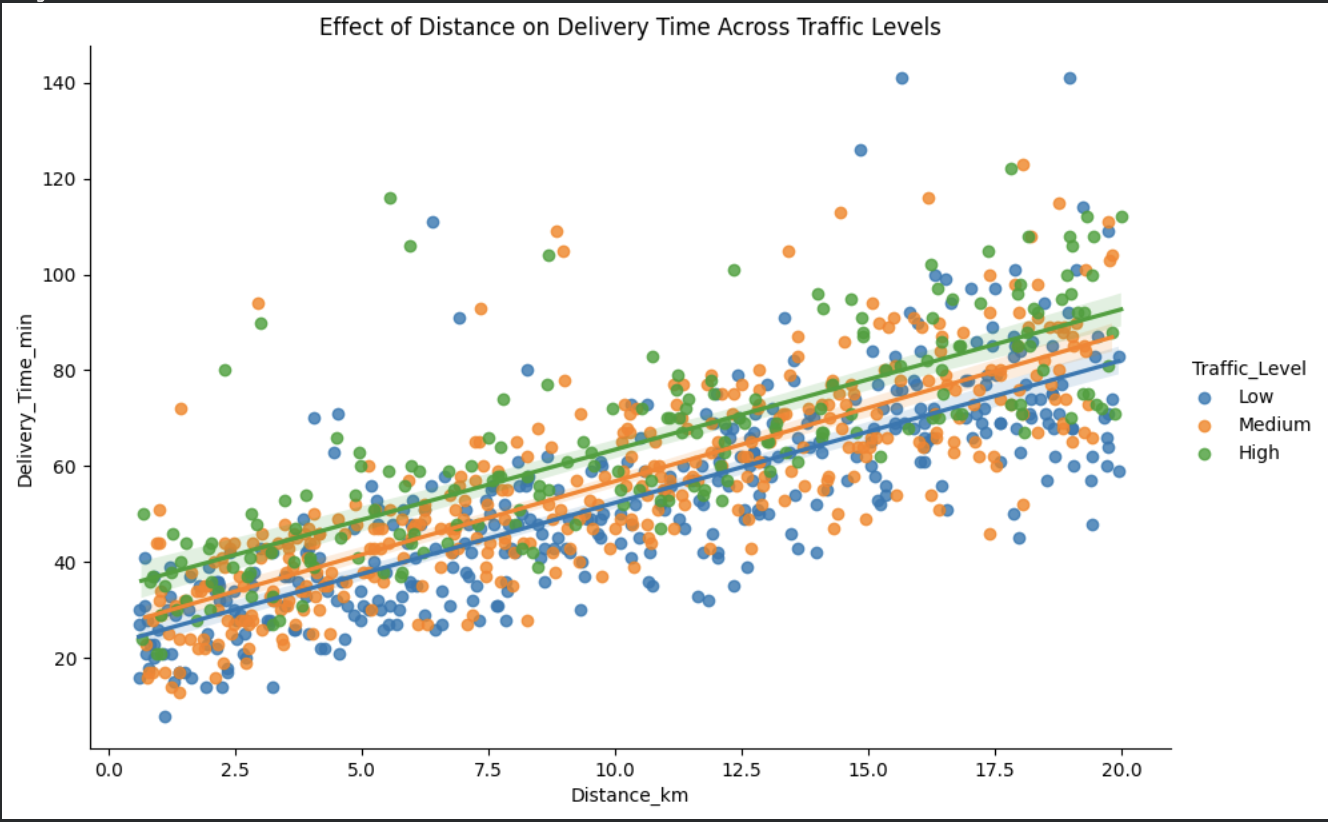 Effect of Distance on Delivery Time Across Traffic Levels
140
120
100
80
60
40
20
Delivery_Time_min
0.0 2.5 5.0 7.5 10.0 12.5 15.0 17.5 20.0
Distance_km
Traffic_Level
Low
Medium
High